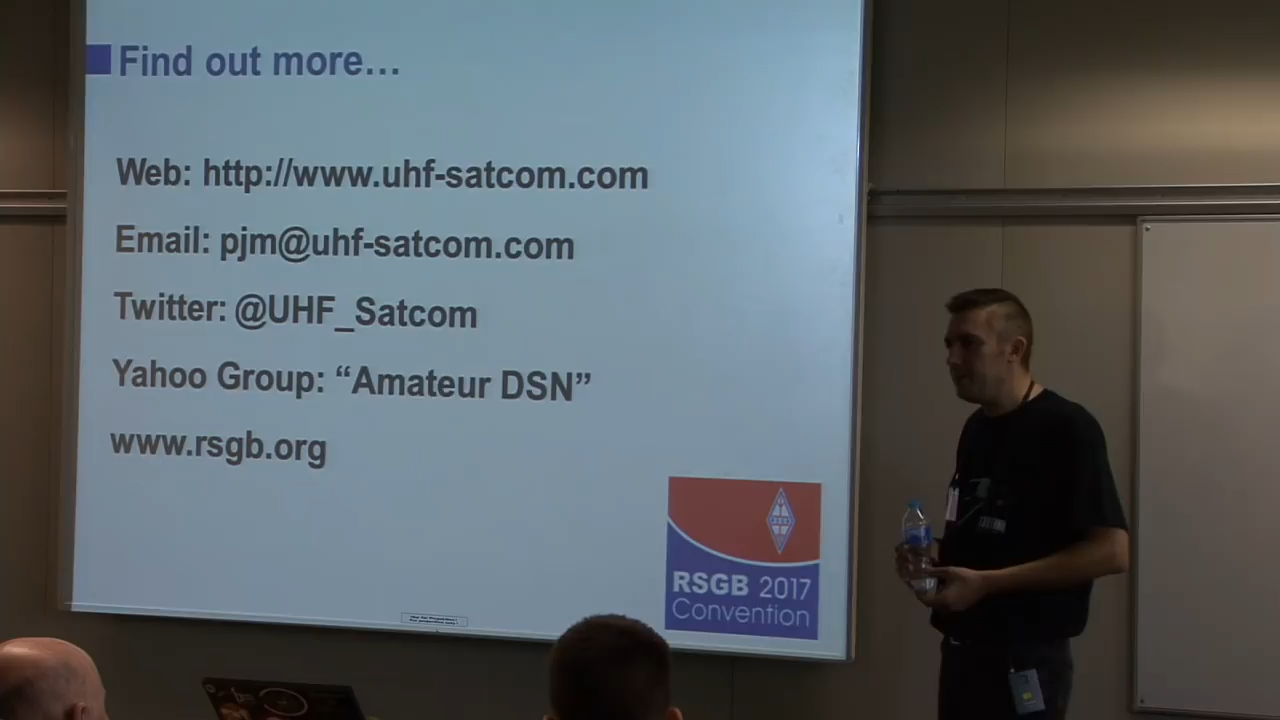 Find out more...
Web: http://www.uhf-satcom.com
Email: pjm@uhf-satcom.com
Twitter: @UHF_Satcom
Yahoo Group: “Amateur DSN”
www.rsgb.org
RSGB 2017
Convention